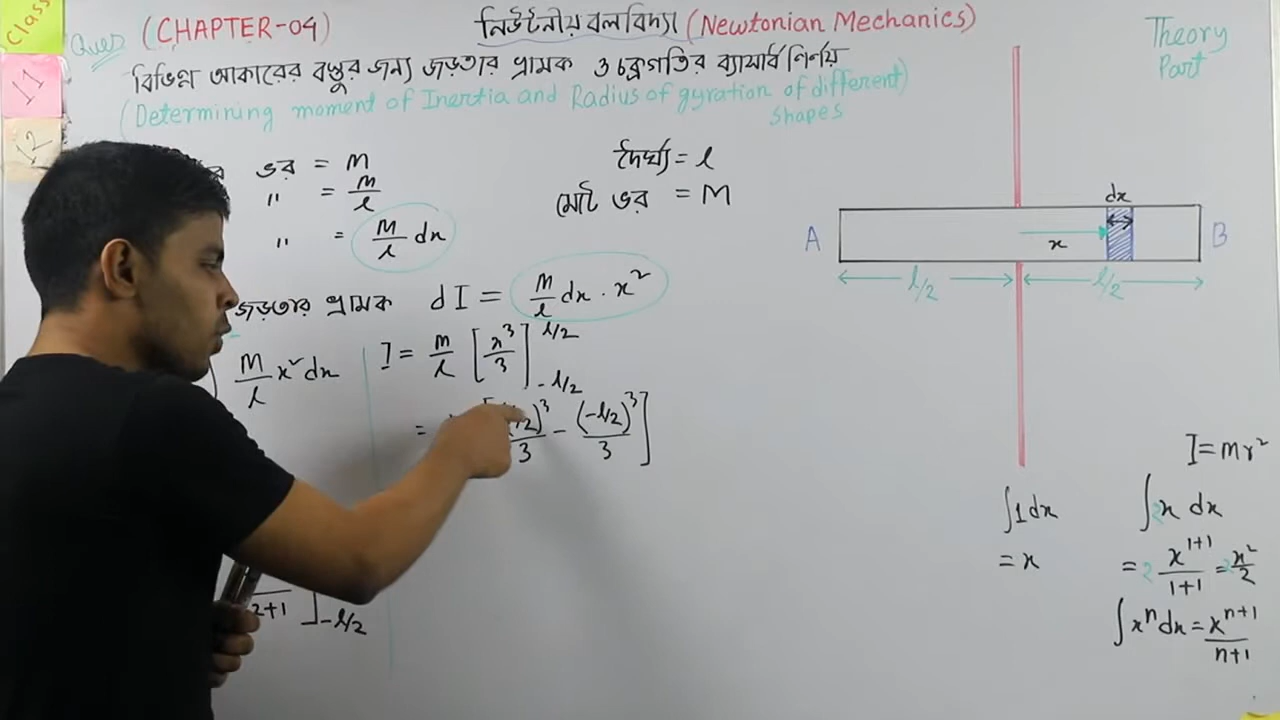 Class
11
12
Ques (CHAPTER-04) নিউটনীয় বলবিদ্যা (Newtonian Mechanics)
Theory
Part
বিভিন্ন আকারের বস্তুর জন্য জড়তার ভ্রামক ও চক্রগতির ব্যাসার্ধ নির্ণয়
(Determining moment of Inertia and Radius of gyration of different)
shapes
ভর = M
" = M/l
" = M/l dx
দৈর্ঘ্য = l
মোট ভর = M
জড়তার ভ্রামক dI = M/l dx · x²
M/l x² dx
I = M/l [x³/3]
l/2
-l/2
= [(l/2)³/3 - (-l/2)³/3]
2+1 ]-l/2
dx
A
x
B
l/2
l/2
I = mr²
∫1dx
= x
∫x dx
= 2 x^(1+1)/(1+1) = 2 x²/2
∫xⁿdx = x^(n+1)/(n+1)